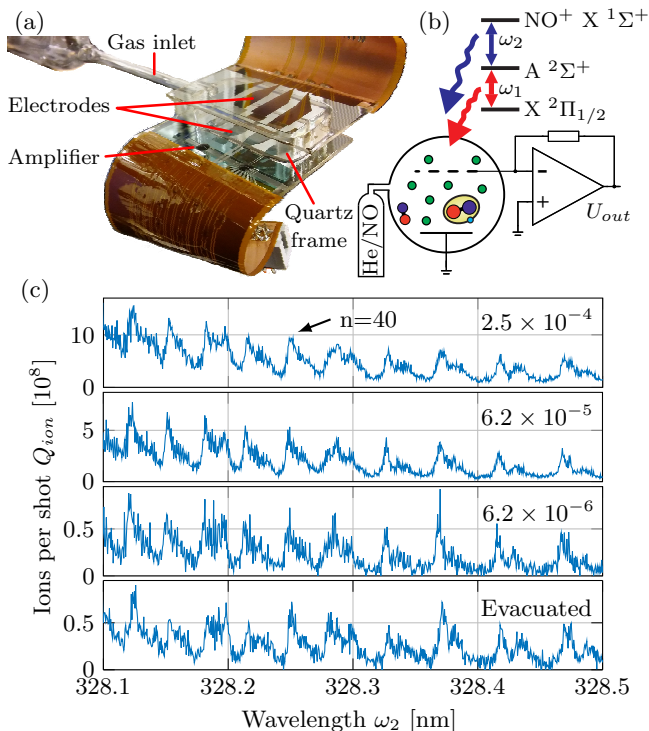 (a)
Gas inlet
Electrodes
Amplifier
Quartz
frame
(b)
NO⁺ X ¹Σ⁺
ω₂
A ²Σ⁺
ω₁
X ²Π₁/₂
He/NO
U_out
(c)
Ions per shot Q_ion [10⁸]
n=40
2.5 × 10⁻⁴
10
0
6.2 × 10⁻⁵
5
0
6.2 × 10⁻⁶
0.5
0
Evacuated
0.5
0
328.1 328.2 328.3 328.4 328.5
Wavelength ω₂ [nm]